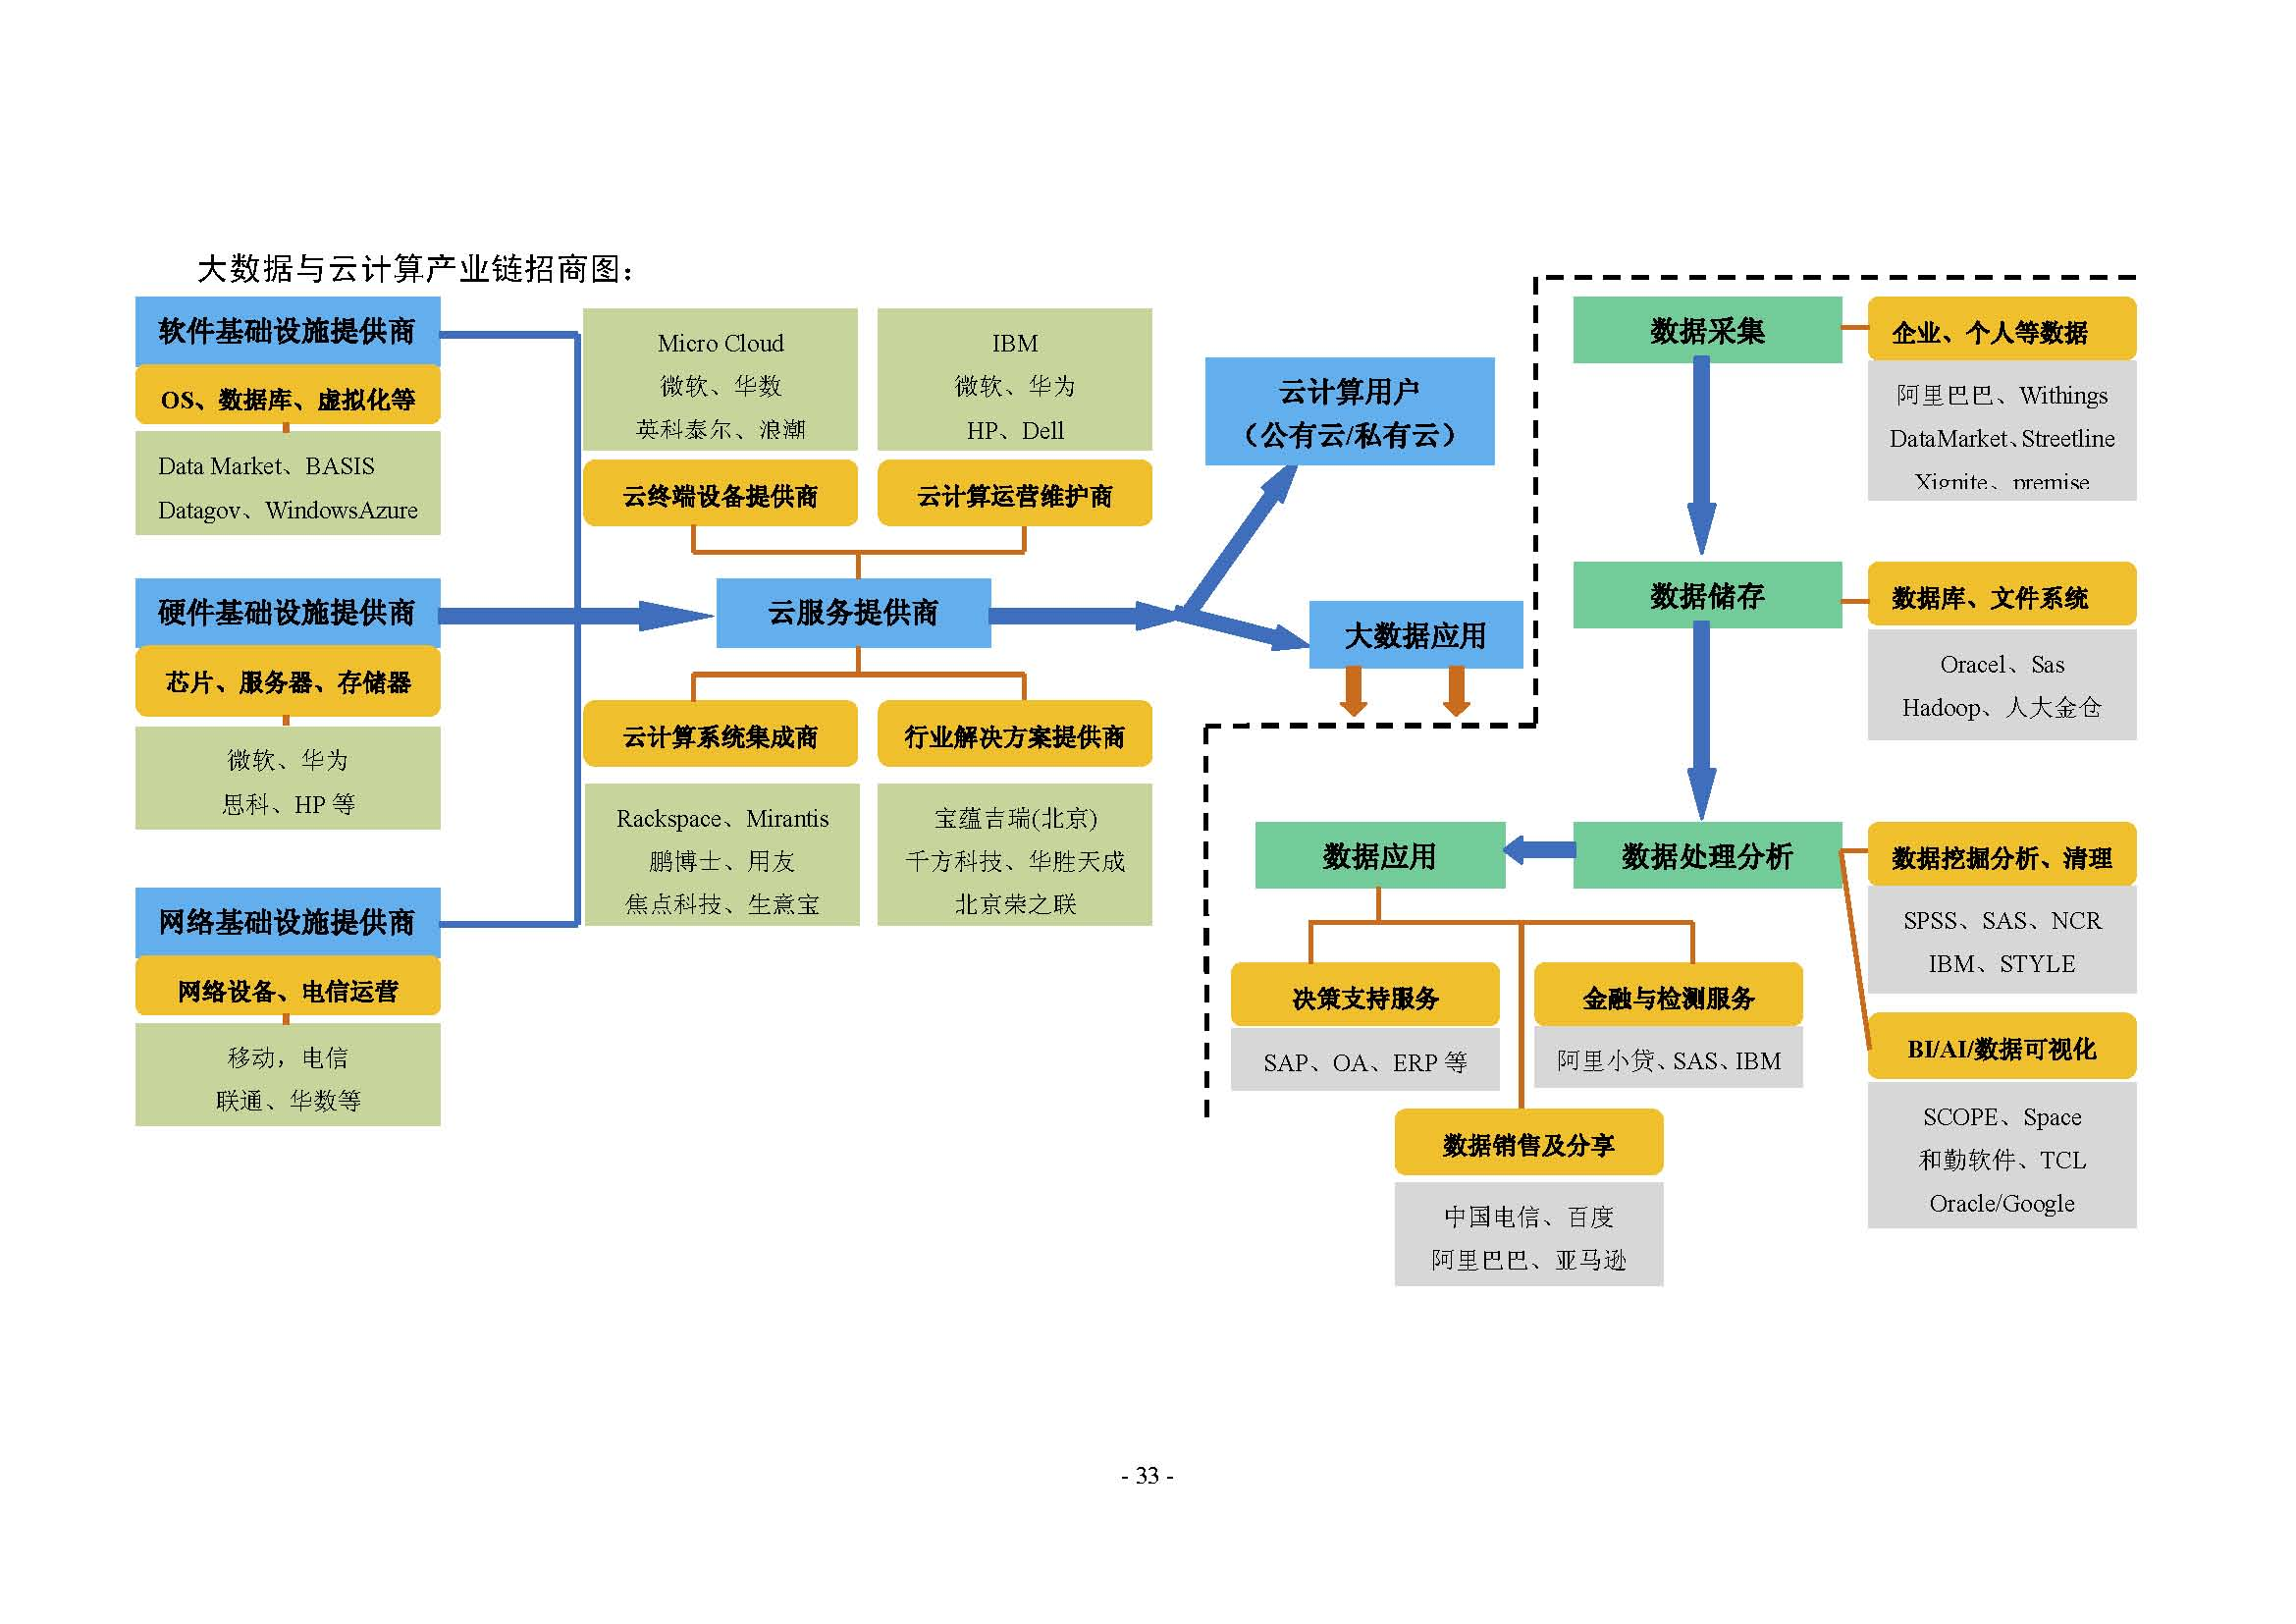 大数据与云计算产业链招商图：
软件基础设施提供商
OS、数据库、虚拟化等
Data Market、BASIS
Datagov、WindowsAzure
硬件基础设施提供商
芯片、服务器、存储器
微软、华为
思科、HP 等
网络基础设施提供商
网络设备、电信运营
移动，电信
联通、华数等
Micro Cloud
微软、华数
英科泰尔、浪潮
云终端设备提供商
IBM
微软、华为
HP、Dell
云计算运营维护商
云服务提供商
云计算系统集成商
Rackspace、Mirantis
鹏博士、用友
焦点科技、生意宝
行业解决方案提供商
宝蕴吉瑞(北京)
千方科技、华胜天成
北京荣之联
云计算用户
（公有云/私有云）
大数据应用
数据采集
企业、个人等数据
阿里巴巴、Withings
DataMarket、Streetline
Xignite、premise
数据储存
数据库、文件系统
Oracel、Sas
Hadoop、人大金仓
数据处理分析
数据挖掘分析、清理
SPSS、SAS、NCR
IBM、STYLE
BI/AI/数据可视化
SCOPE、Space
和勤软件、TCL
Oracle/Google
数据应用
决策支持服务
SAP、OA、ERP 等
金融与检测服务
阿里小贷、SAS、IBM
数据销售及分享
中国电信、百度
阿里巴巴、亚马逊
- 33 -